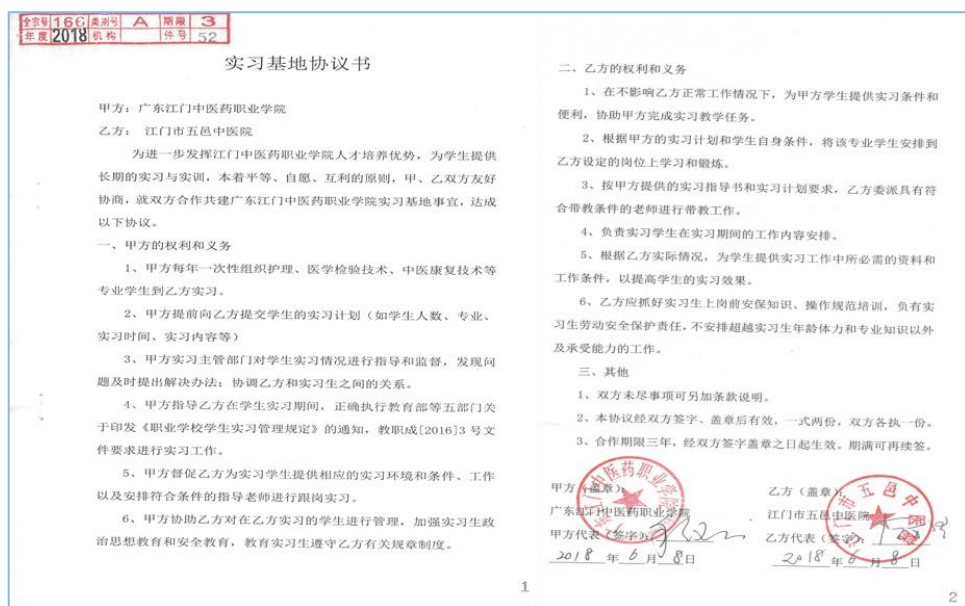 全宗号 166 类别号 A 期限 3
年度 2018 机构 件号 52
实习基地协议书
甲方：广东江门中医药职业学院
乙方： 江门市五邑中医院
为进一步发挥江门中医药职业学院人才培养优势，为学生提供
长期的实习与实训，本着平等、自愿、互利的原则，甲、乙双方友好
协商，就双方合作共建广东江门中医药职业学院实习基地事宜，达成
以下协议。
一、甲方的权利和义务
1、甲方每年一次性组织护理、医学检验技术、中医康复技术等
专业学生到乙方实习。
2、甲方提前向乙方提交学生的实习计划（如学生人数、专业、
实习时间、实习内容等）
3、甲方实习主管部门对学生实习情况进行指导和监督，发现问
题及时提出解决办法；协调乙方和实习生之间的关系。
4、甲方指导乙方在学生实习期间，正确执行教育部等五部门关
于印发《职业学校学生实习管理规定》的通知，教职成[2016]3 号文
件要求进行实习工作。
5、甲方督促乙方为实习学生提供相应的实习环境和条件、工作
以及安排符合条件的指导老师进行跟岗实习。
6、甲方协助乙方对在乙方实习的学生进行管理，加强实习生政
治思想教育和安全教育，教育实习生遵守乙方有关规章制度。
1
二、乙方的权利和义务
1、在不影响乙方正常工作情况下，为甲方学生提供实习条件和
便利，协助甲方完成实习教学任务。
2、根据甲方的实习计划和学生自身条件，将该专业学生安排到
乙方设定的岗位上学习和锻炼。
3、按甲方提供的实习指导书和实习计划要求，乙方委派具有符
合带教条件的老师进行带教工作。
4、负责实习学生在实习期间的工作内容安排。
5、根据乙方实际情况，为学生提供实习工作中所必需的资料和
工作条件，以提高学生的实习效果。
6、乙方应抓好实习生上岗前安保知识、操作规范培训，负有实
习生劳动安全保护责任，不安排超越实习生年龄体力和专业知识以外
及承受能力的工作。
三、其他
1、双方未尽事项可另加条款说明。
2、本协议经双方签字、盖章后有效，一式两份，双方各执一份。
3、合作期限三年，经双方签字盖章之日起生效。期满可再续签。
甲方（盖章）：
广东江门中医药职业学院
甲方代表（签字）：
2018 年 6 月 8 日
乙方（盖章）：
江门市五邑中医院
乙方代表（签字）：
2018 年 6 月 8 日
2